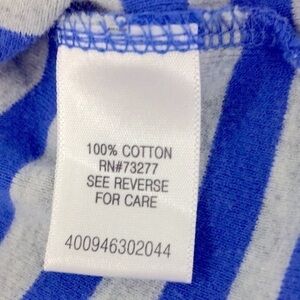 100% COTTON
RN#73277
SEE REVERSE
FOR CARE
400946302044